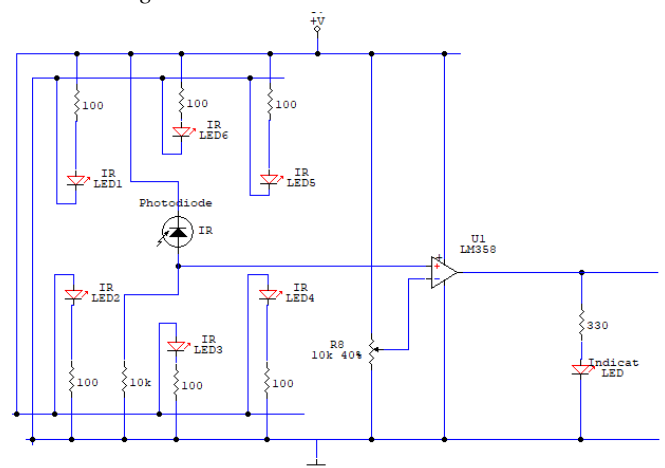 +V
100
100
100
IR
LED6
IR
LED1
IR
LED5
Photodiode
IR
U1
LM358
IR
LED2
IR
LED4
IR
LED3
R8
10k 40%
330
Indicat
LED
100
10k
100
100